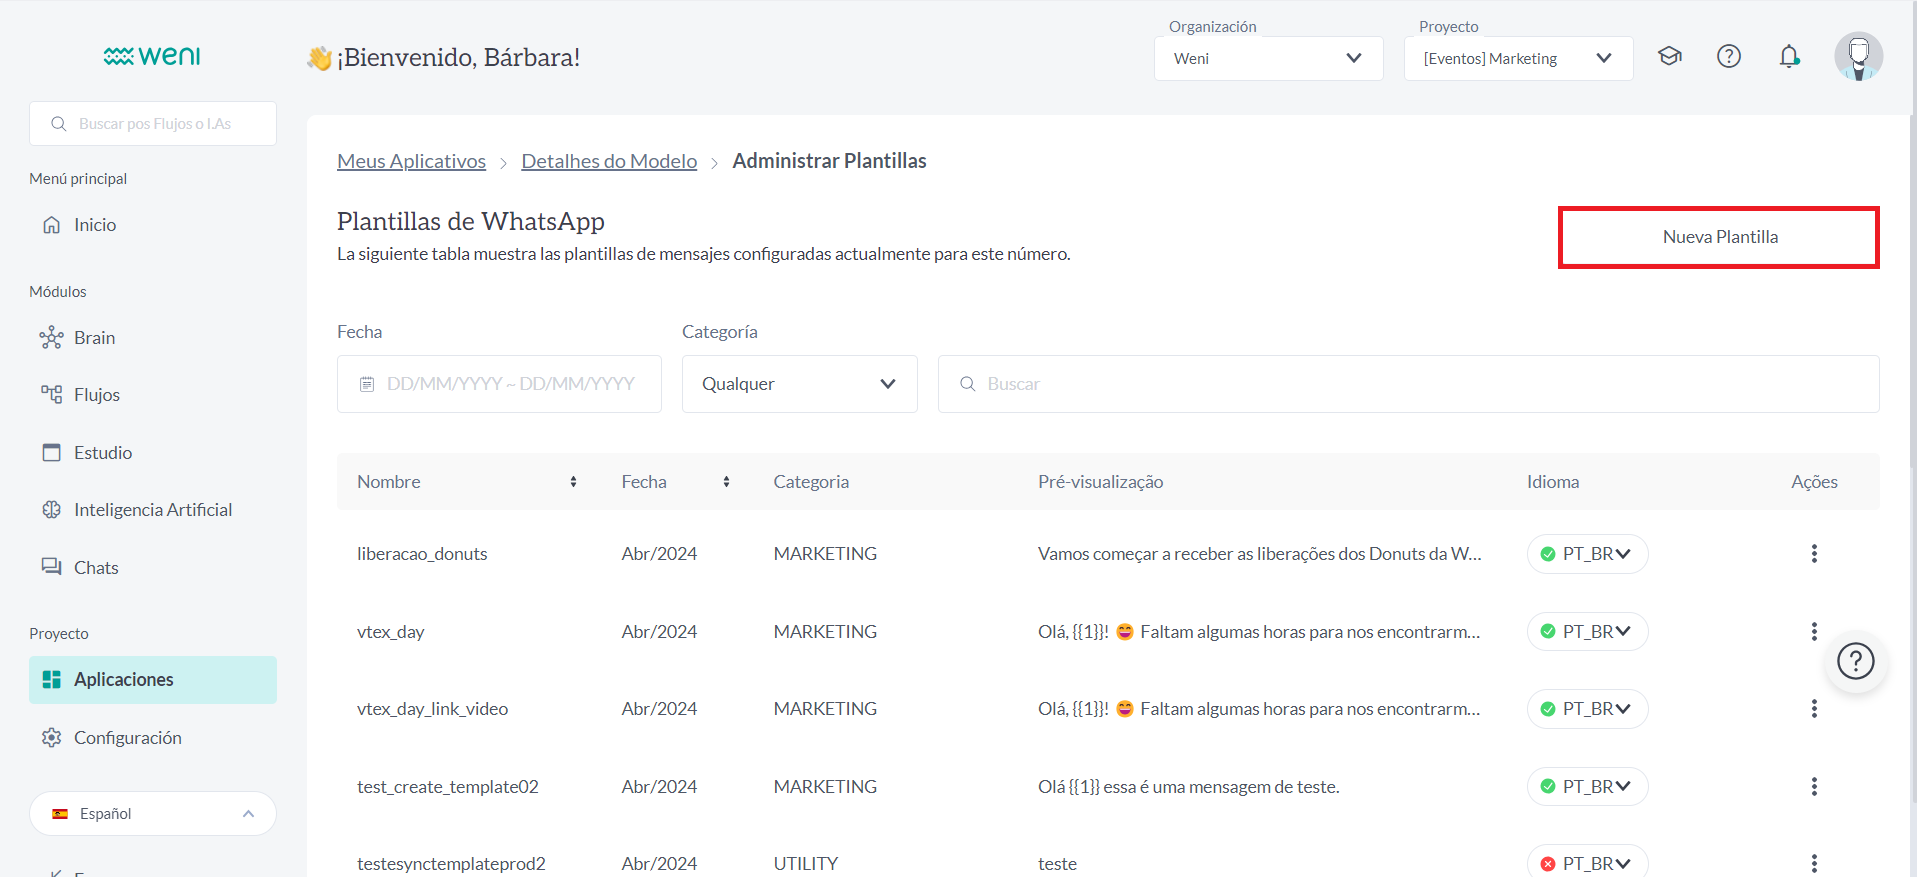 weni
👋 ¡Bienvenido, Bárbara!
Organización
Weni
Proyecto
[Eventos] Marketing
Buscar pos Flujos o I.As
Menú principal
Inicio
Módulos
Brain
Flujos
Estudio
Inteligencia Artificial
Chats
Proyecto
Aplicaciones
Configuración
Español
Meus Aplicativos > Detalhes do Modelo > Administrar Plantillas
Plantillas de WhatsApp
La siguiente tabla muestra las plantillas de mensajes configuradas actualmente para este número.
Nueva Plantilla
Fecha
DD/MM/YYYY ~ DD/MM/YYYY
Categoría
Qualquer
Buscar
Nombre Fecha Categoria Pré-visualização Idioma Ações
liberacao_donuts Abr/2024 MARKETING Vamos começar a receber as liberações dos Donuts da W... PT_BR
vtex_day Abr/2024 MARKETING Olá, {{1}}! 😄 Faltam algumas horas para nos encontrarm... PT_BR
vtex_day_link_video Abr/2024 MARKETING Olá, {{1}}! 😄 Faltam algumas horas para nos encontrarm... PT_BR
test_create_template02 Abr/2024 MARKETING Olá {{1}} essa é uma mensagem de teste. PT_BR
testesynctemplateprod2 Abr/2024 UTILITY teste PT_BR